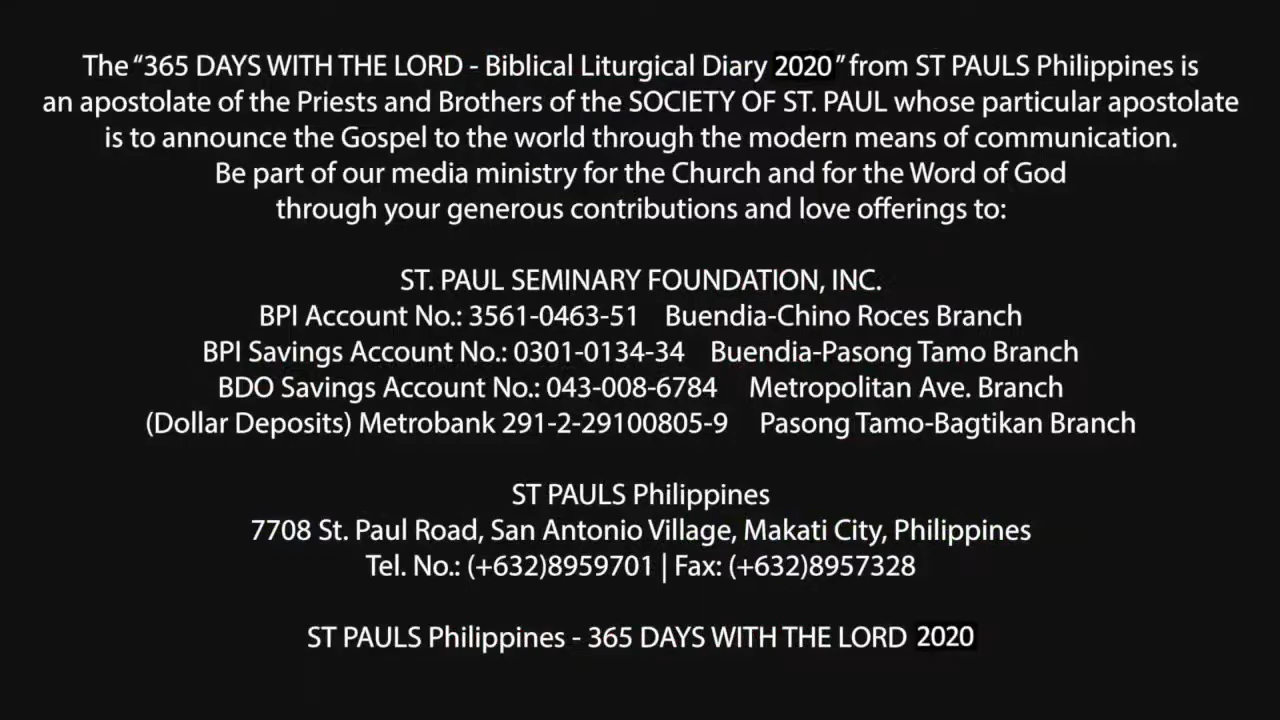 The “365 DAYS WITH THE LORD - Biblical Liturgical Diary 2020” from ST PAULS Philippines is
an apostolate of the Priests and Brothers of the SOCIETY OF ST. PAUL whose particular apostolate
is to announce the Gospel to the world through the modern means of communication.
Be part of our media ministry for the Church and for the Word of God
through your generous contributions and love offerings to:
ST. PAUL SEMINARY FOUNDATION, INC.
BPI Account No.: 3561-0463-51 Buendia-Chino Roces Branch
BPI Savings Account No.: 0301-0134-34 Buendia-Pasong Tamo Branch
BDO Savings Account No.: 043-008-6784 Metropolitan Ave. Branch
(Dollar Deposits) Metrobank 291-2-29100805-9 Pasong Tamo-Bagtikan Branch
ST PAULS Philippines
7708 St. Paul Road, San Antonio Village, Makati City, Philippines
Tel. No.: (+632)8959701 | Fax: (+632)8957328
ST PAULS Philippines - 365 DAYS WITH THE LORD 2020